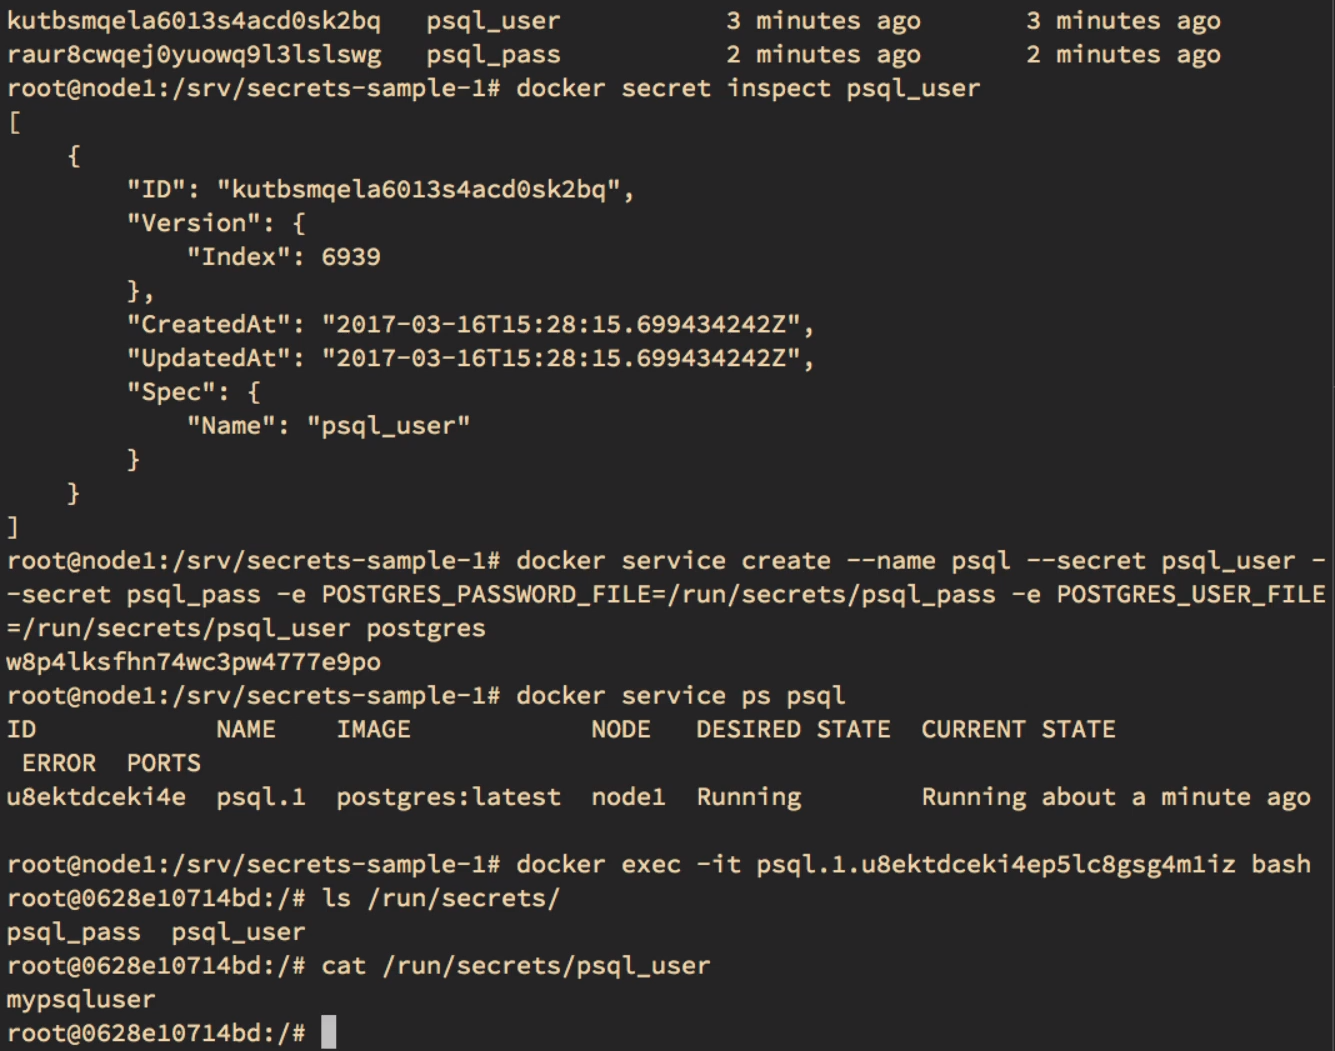 kutbsmqela6013s4acd0sk2bq   psql_user           3 minutes ago       3 minutes ago
raur8cwqej0yuowq9l3lslswg   psql_pass           2 minutes ago       2 minutes ago
root@node1:/srv/secrets-sample-1# docker secret inspect psql_user
[
    {
        "ID": "kutbsmqela6013s4acd0sk2bq",
        "Version": {
            "Index": 6939
        },
        "CreatedAt": "2017-03-16T15:28:15.699434242Z",
        "UpdatedAt": "2017-03-16T15:28:15.699434242Z",
        "Spec": {
            "Name": "psql_user"
        }
    }
]
root@node1:/srv/secrets-sample-1# docker service create --name psql --secret psql_user -
-secret psql_pass -e POSTGRES_PASSWORD_FILE=/run/secrets/psql_pass -e POSTGRES_USER_FILE
=/run/secrets/psql_user postgres
w8p4lksfhn74wc3pw4777e9po
root@node1:/srv/secrets-sample-1# docker service ps psql
ID            NAME    IMAGE            NODE   DESIRED STATE  CURRENT STATE
 ERROR  PORTS
u8ektdceki4e  psql.1  postgres:latest  node1  Running        Running about a minute ago
root@node1:/srv/secrets-sample-1# docker exec -it psql.1.u8ektdceki4ep5lc8gsg4m1iz bash
root@0628e10714bd:/# ls /run/secrets/
psql_pass  psql_user
root@0628e10714bd:/# cat /run/secrets/psql_user
mypsqluser
root@0628e10714bd:/#